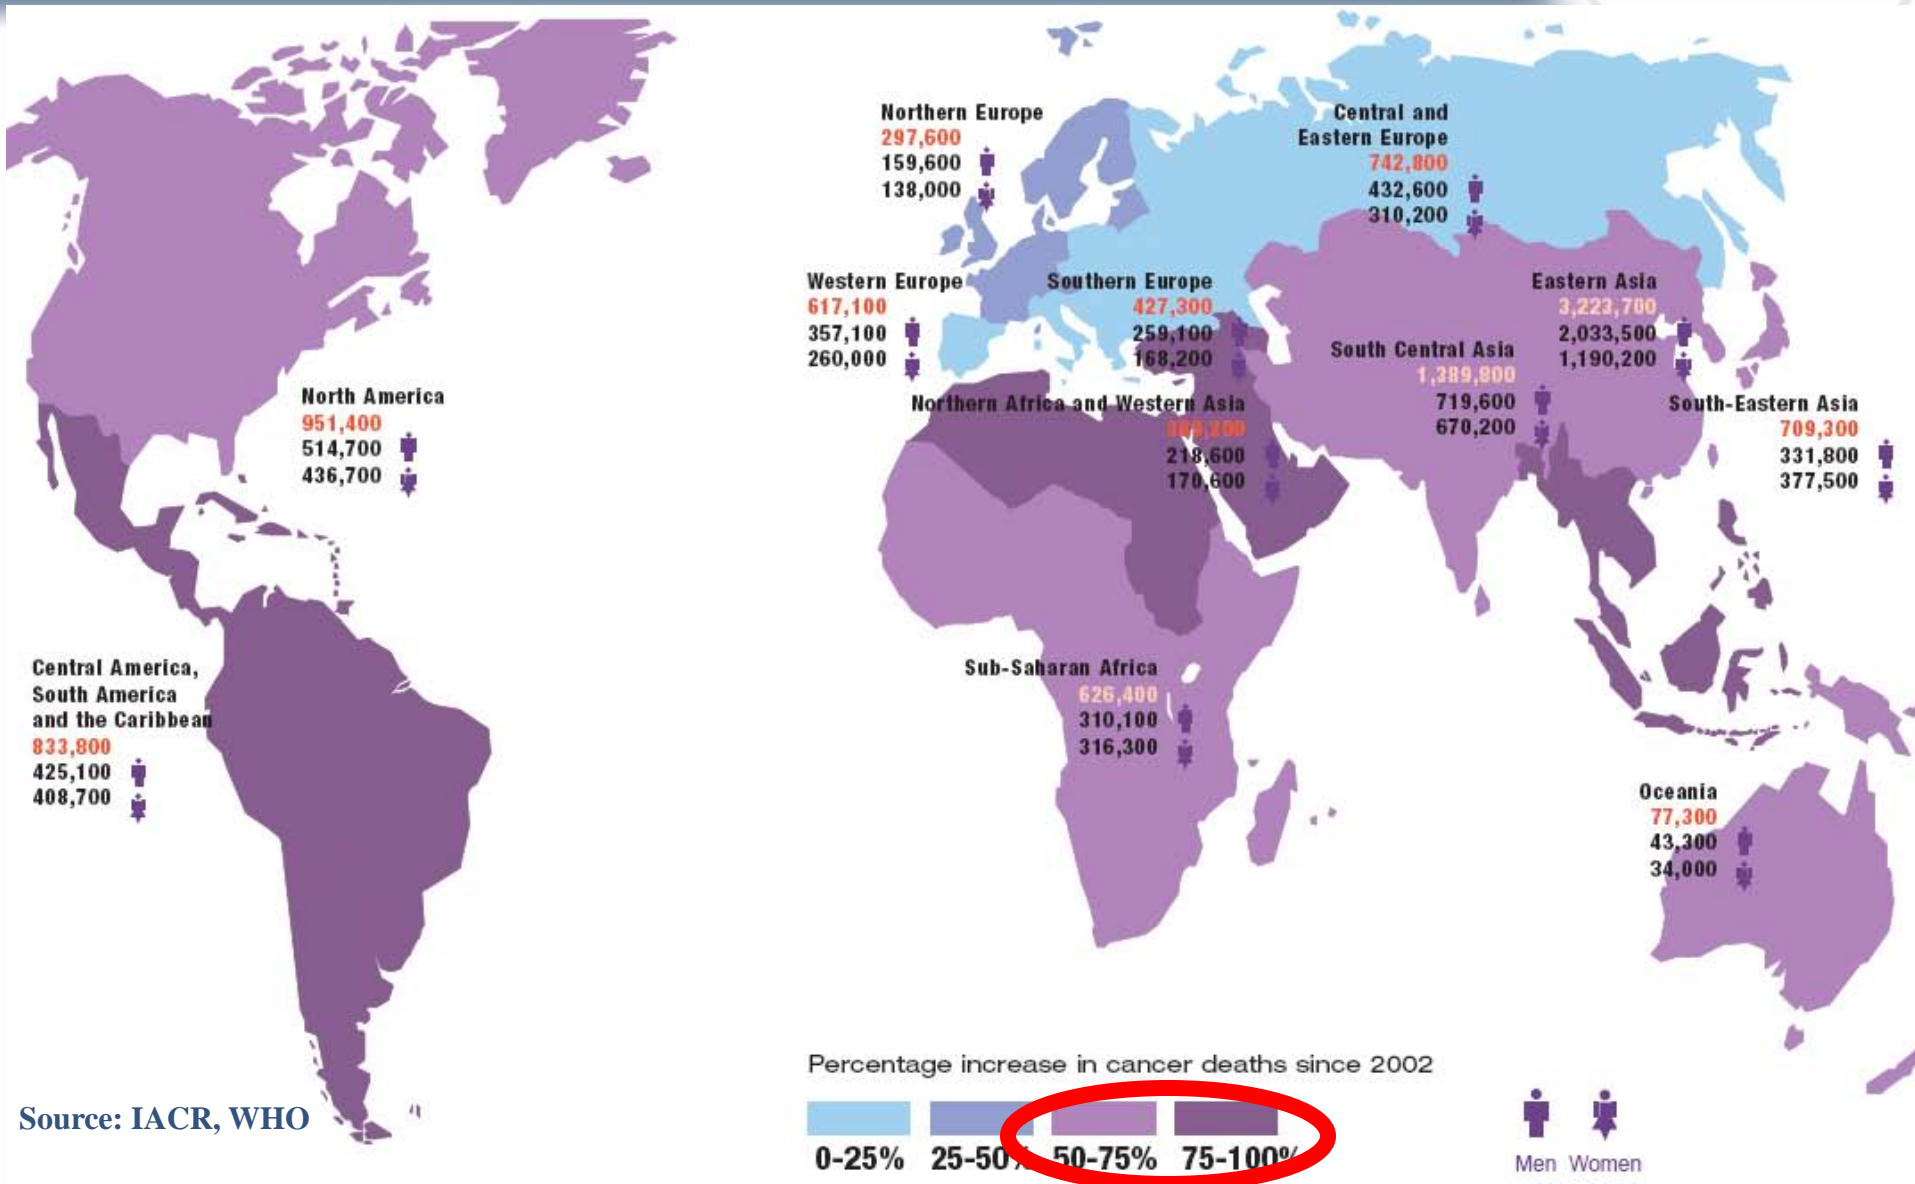 Northern Europe
297,600
159,600
138,000
Central and
Eastern Europe
742,800
432,600
310,200
Western Europe
617,100
357,100
260,000
Southern Europe
427,300
259,100
168,200
Eastern Asia
3,223,700
2,033,500
1,190,200
South Central Asia
1,389,800
719,600
670,200
North America
951,400
514,700
436,700
Northern Africa and Western Asia
218,600
170,600
South-Eastern Asia
709,300
331,800
377,500
Central America,
South America
and the Caribbean
833,800
425,100
408,700
Sub-Saharan Africa
626,400
310,100
316,300
Oceania
77,300
43,300
34,000
Percentage increase in cancer deaths since 2002
0-25% 25-50% 50-75% 75-100%
Men Women
Source: IACR, WHO